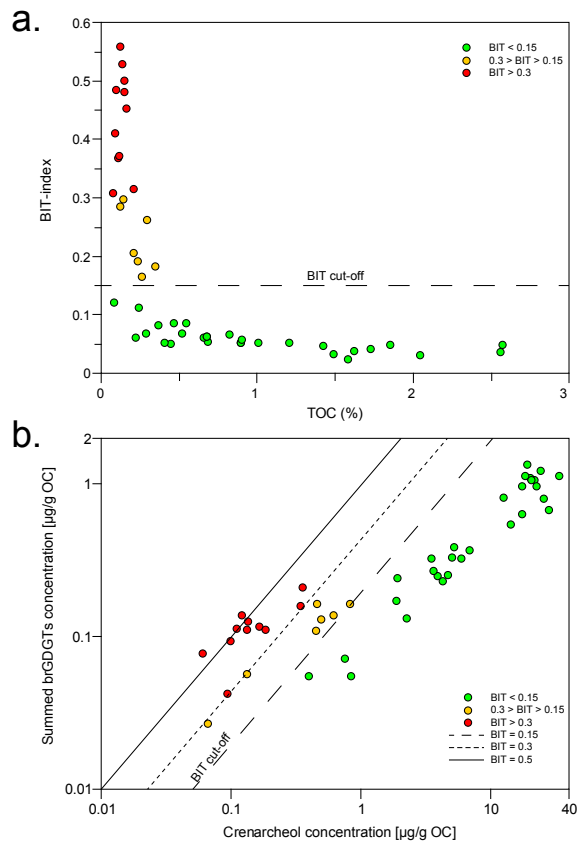 a.
0.6
0.5
0.4
0.3
0.2
0.1
0
BIT-index
BIT < 0.15
0.3 > BIT > 0.15
BIT > 0.3
BIT cut-off
0 1 2 3
TOC (%)
b.
2
1
0.1
0.01
Summed brGDGTs concentration [µg/g OC]
BIT cut-off
BIT < 0.15
0.3 > BIT > 0.15
BIT > 0.3
BIT = 0.15
BIT = 0.3
BIT = 0.5
0.01 0.1 1 10 40
Crenarcheol concentration [µg/g OC]